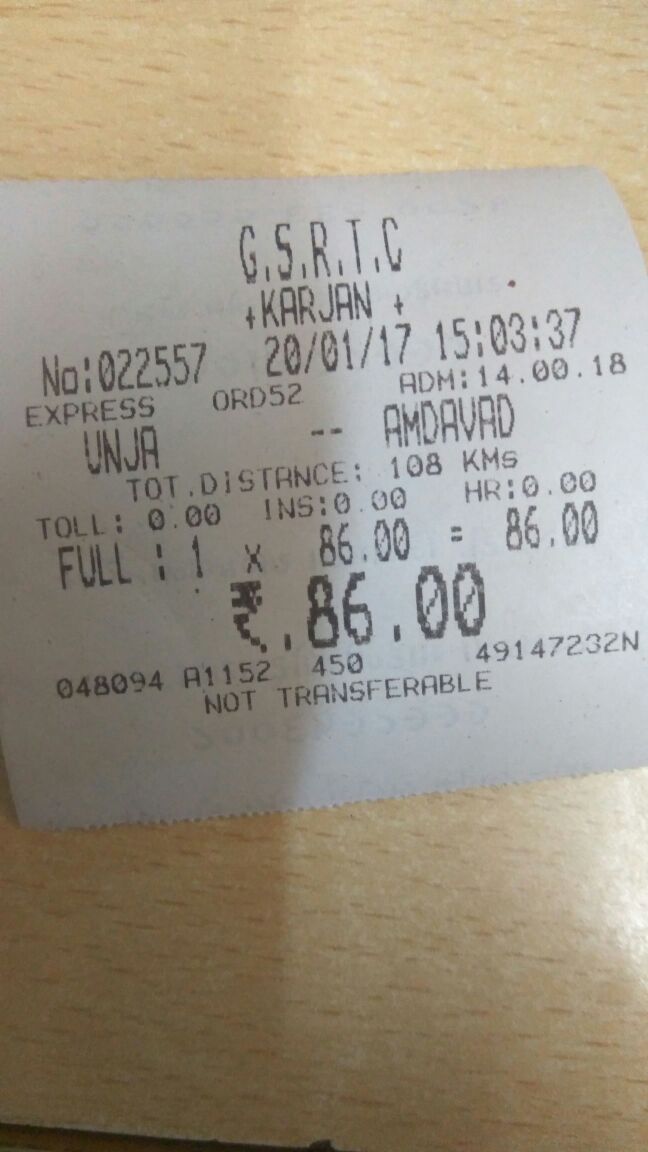 G.S.R.T.C
+KARJAN +
No:022557 20/01/17 15:03:37
EXPRESS ORD52 ADM:14.00.18
UNJA -- AMDAVAD
TOT.DISTANCE: 108 KMs
TOLL: 0.00 INS:0.00 HR:0.00
FULL : 1 X 86.00 = 86.00
₹.86.00
048094 A1152 450 49147232N
NOT TRANSFERABLE